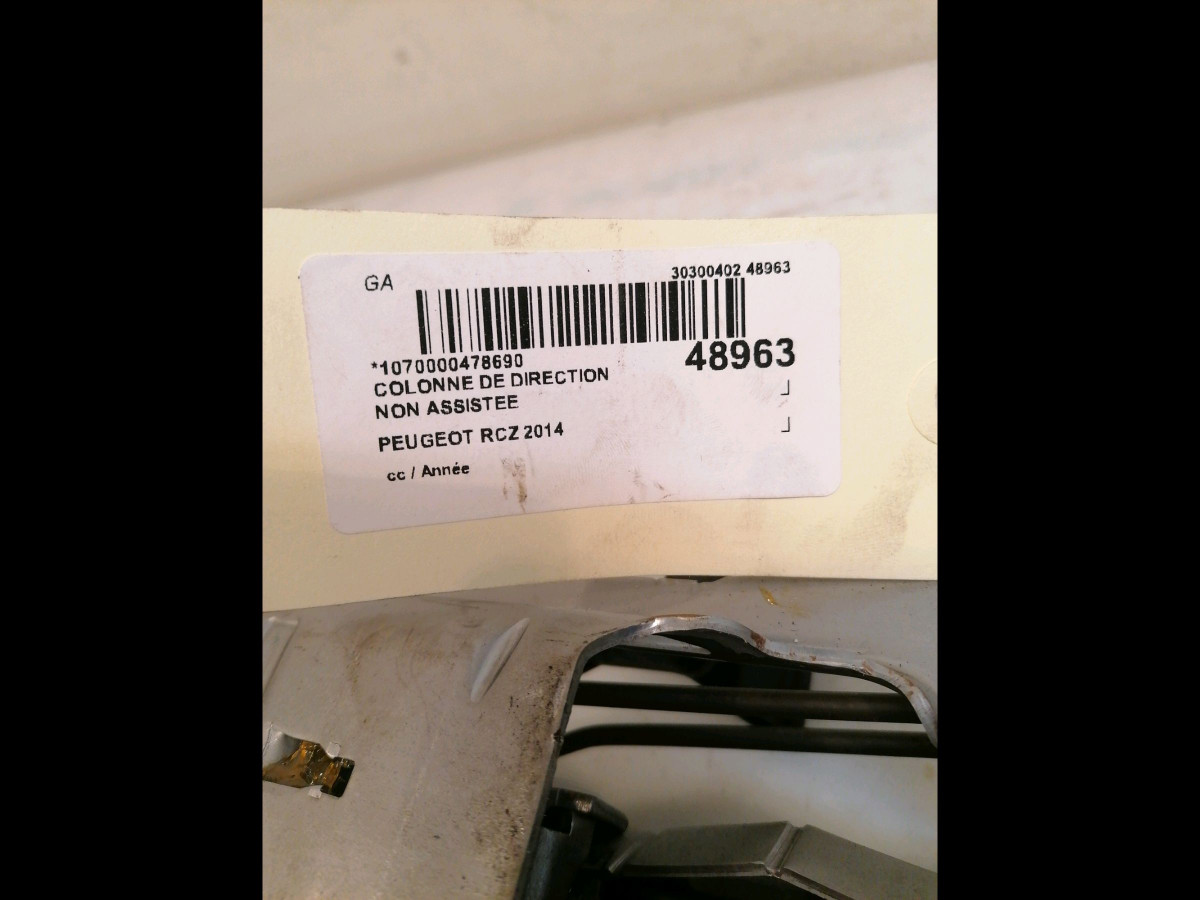 GA
30300402 48963
*1070000478690
48963
COLONNE DE DIRECTION
NON ASSISTEE
PEUGEOT RCZ 2014
cc / Année